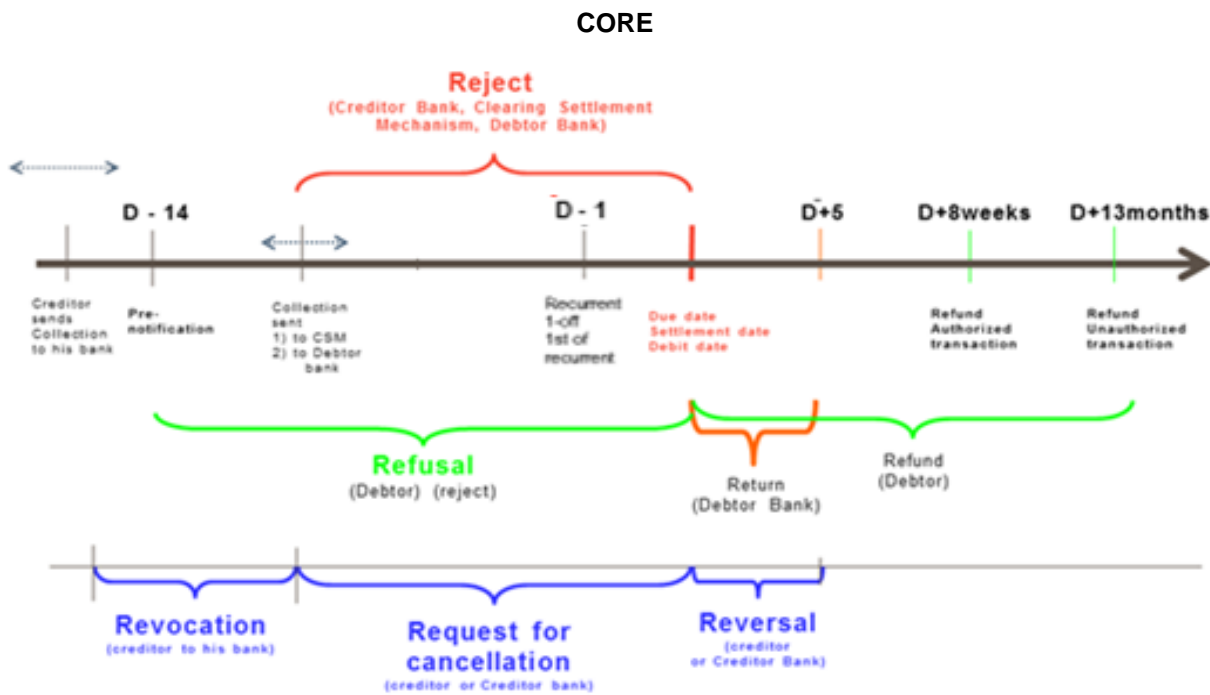 CORE
Reject
(Creditor Bank, Clearing Settlement
Mechanism, Debtor Bank)
D - 14
D - 1
D+5
D+8weeks
D+13months
Creditor
sends
Collection
to his bank
Pre-
notification
Collection
sent
1) to CSM
2) to Debtor
bank
Recurrent
1-off
1st of
recurrent
Due date
Settlement date
Debit date
Refund
Authorized
transaction
Refund
Unauthorized
transaction
Refusal
(Debtor) (reject)
Return
(Debtor Bank)
Refund
(Debtor)
Revocation
(creditor to his bank)
Request for
cancellation
(creditor or Creditor bank)
Reversal
(creditor
or Creditor Bank)